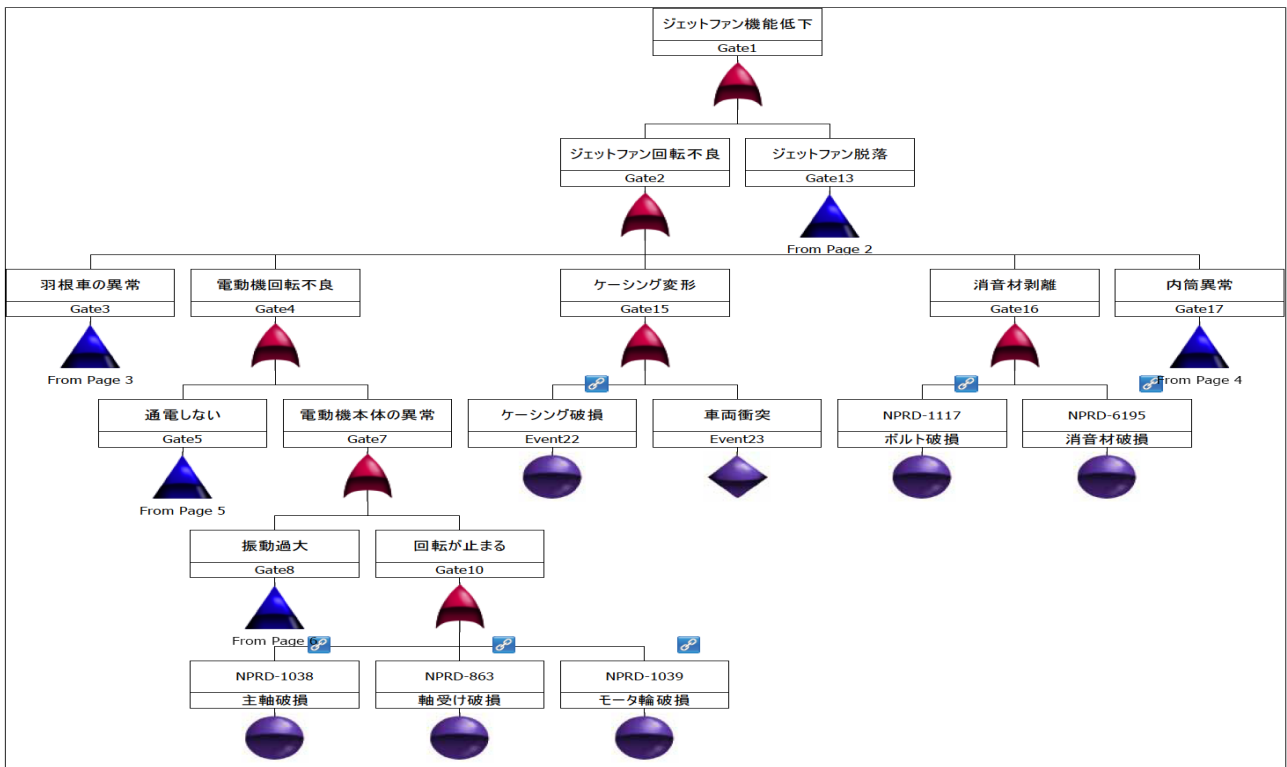 ジェットファン機能低下
Gate1
ジェットファン回転不良
Gate2
ジェットファン脱落
Gate13
From Page 2
羽根車の異常
Gate3
From Page 3
電動機回転不良
Gate4
ケーシング変形
Gate15
消音材剥離
Gate16
内筒異常
Gate17
From Page 4
通電しない
Gate5
From Page 5
電動機本体の異常
Gate7
ケーシング破損
Event22
車両衝突
Event23
NPRD-1117
ボルト破損
NPRD-6195
消音材破損
振動過大
Gate8
From Page 6
回転が止まる
Gate10
NPRD-1038
主軸破損
NPRD-863
軸受け破損
NPRD-1039
モータ輪破損